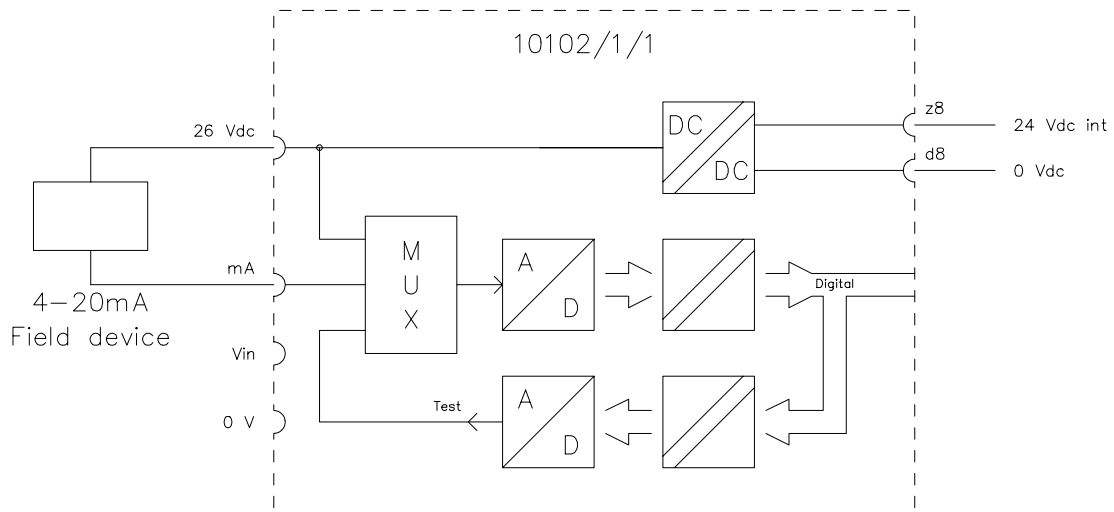 10102/1/1
26 Vdc
DC
DC
z8
24 Vdc int
d8
0 Vdc
4-20mA
Field device
mA
Vin
0 V
M
U
X
A
D
Digital
Test
A
D